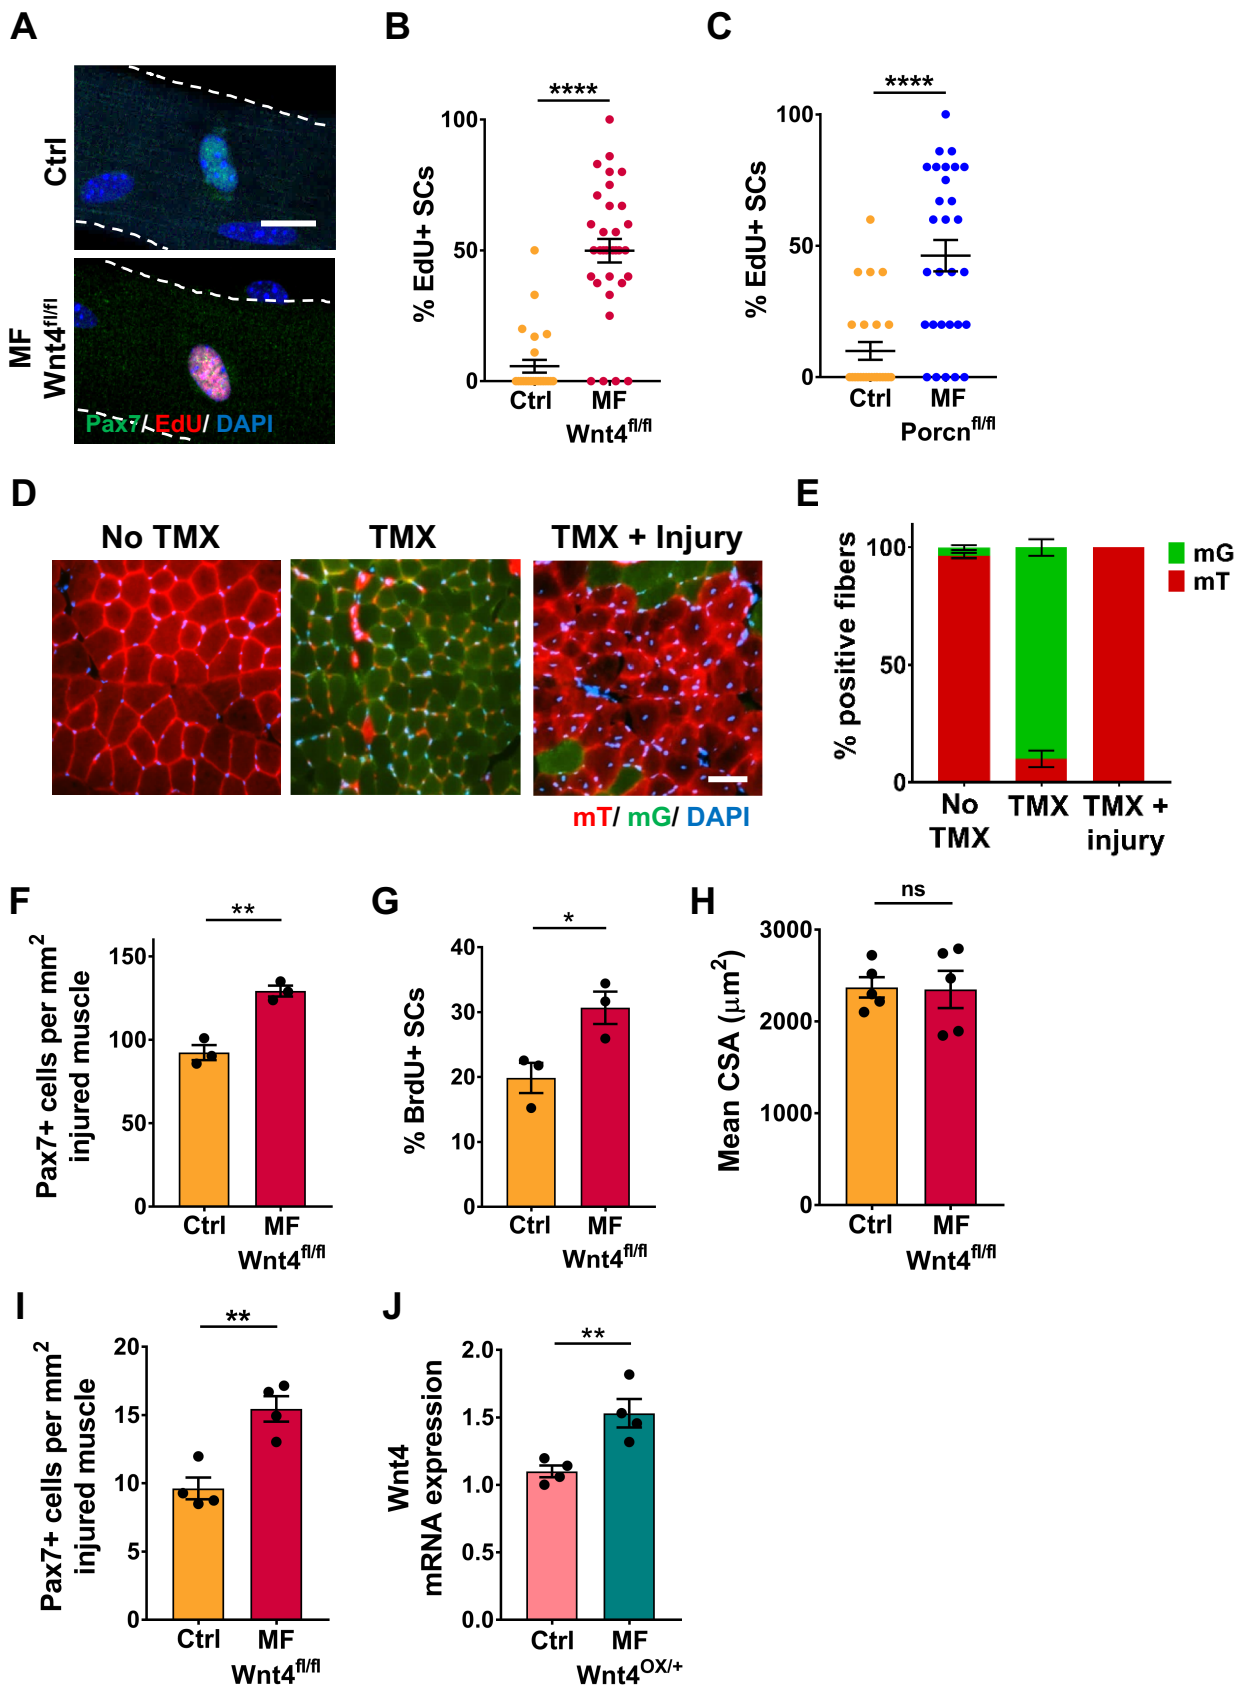 A
Ctrl
MF
Wnt4fl/fl
Pax7/ EdU/ DAPI
B
****
% EdU+ SCs
100
50
0
Ctrl
MF
Wnt4fl/fl
C
****
% EdU+ SCs
100
50
0
Ctrl
MF
Porcnfl/fl
D
No TMX
TMX
TMX + Injury
mT/ mG/ DAPI
E
% positive fibers
100
50
0
mG
mT
No
TMX
TMX
TMX +
injury
F
**
Pax7+ cells per mm2
injured muscle
150
100
50
0
Ctrl
MF
Wnt4fl/fl
G
*
% BrdU+ SCs
40
30
20
10
0
Ctrl
MF
Wnt4fl/fl
H
ns
Mean CSA (μm2)
3000
2000
1000
0
Ctrl
MF
Wnt4fl/fl
I
**
Pax7+ cells per mm2
injured muscle
20
15
10
5
0
Ctrl
MF
Wnt4fl/fl
J
**
Wnt4
mRNA expression
2.0
1.5
1.0
0.5
0.0
Ctrl
MF
Wnt4OX/+